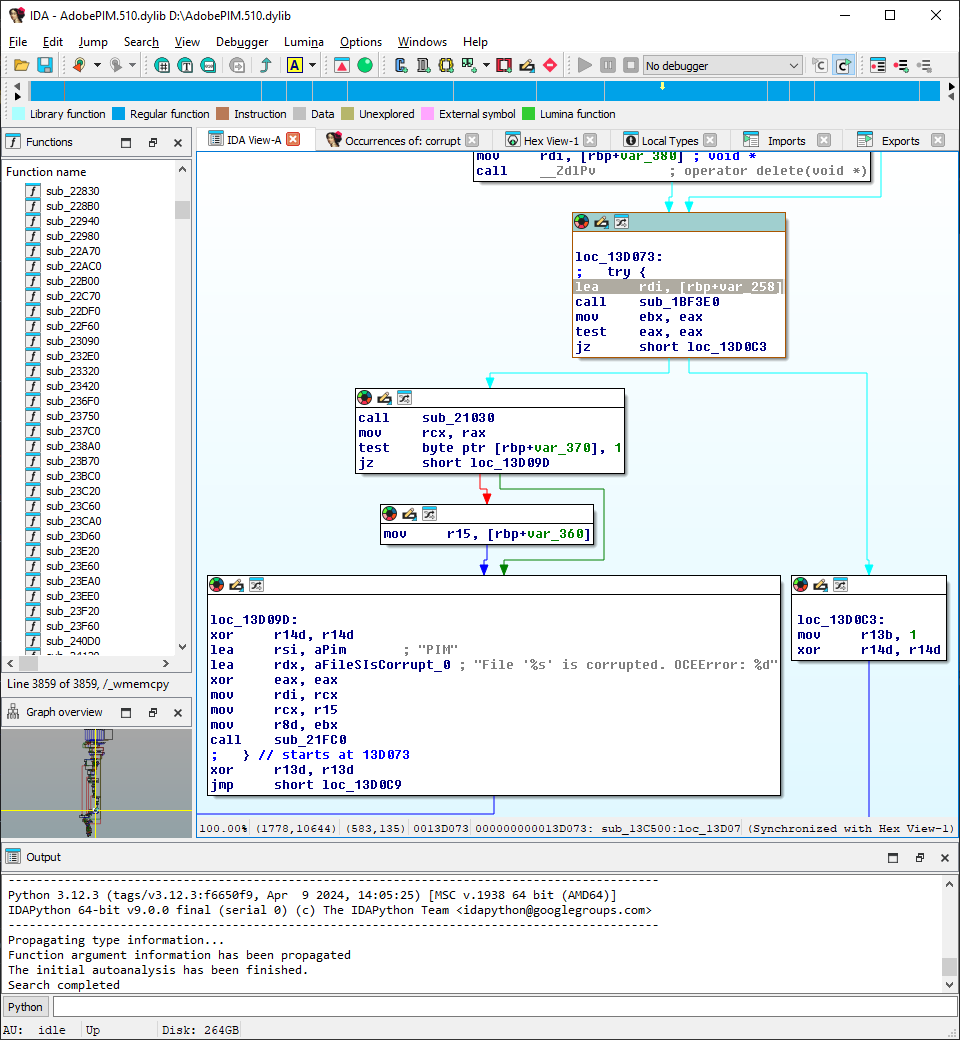 IDA - AdobePIM.510.dylib D:\AdobePIM.510.dylib
File Edit Jump Search View Debugger Lumina Options Windows Help
No debugger
Library function Regular function Instruction Data Unexplored External symbol Lumina function
Functions
IDA View-A Occurrences of: corrupt Hex View-1 Local Types Imports Exports
Function name
sub_22830
sub_228B0
sub_22940
sub_22980
sub_22A70
sub_22AC0
sub_22B00
sub_22C70
sub_22DF0
sub_22F60
sub_23090
sub_232E0
sub_23320
sub_23420
sub_236F0
sub_23750
sub_237C0
sub_238A0
sub_23B70
sub_23BC0
sub_23C20
sub_23C60
sub_23CA0
sub_23D60
sub_23E20
sub_23E60
sub_23EA0
sub_23EE0
sub_23F20
sub_23F60
sub_240D0
Line 3859 of 3859, /_wmemcpy
Graph overview
mov rdi, [rbp+var_380] ; void *
call __ZdlPv ; operator delete(void *)
loc_13D073:
; try {
lea rdi, [rbp+var_258]
call sub_1BF3E0
mov ebx, eax
test eax, eax
jz short loc_13D0C3
call sub_21030
mov rcx, rax
test byte ptr [rbp+var_370], 1
jz short loc_13D09D
mov r15, [rbp+var_360]
loc_13D09D:
xor r14d, r14d
lea rsi, aPim ; "PIM"
lea rdx, aFileSIsCorrupt_0 ; "File '%s' is corrupted. OCEError: %d"
xor eax, eax
mov rdi, rcx
mov rcx, r15
mov r8d, ebx
call sub_21FC0
; } // starts at 13D073
xor r13d, r13d
jmp short loc_13D0C9
loc_13D0C3:
mov r13b, 1
xor r14d, r14d
100.00% (1778,10644) (583,135) 0013D073 000000000013D073: sub_13C500:loc_13D07 (Synchronized with Hex View-1)
Output
Python 3.12.3 (tags/v3.12.3:f6650f9, Apr 9 2024, 14:05:25) [MSC v.1938 64 bit (AMD64)]
IDAPython 64-bit v9.0.0 final (serial 0) (c) The IDAPython Team <idapython@googlegroups.com>
Propagating type information...
Function argument information has been propagated
The initial autoanalysis has been finished.
Search completed
Python
AU: idle Up Disk: 264GB